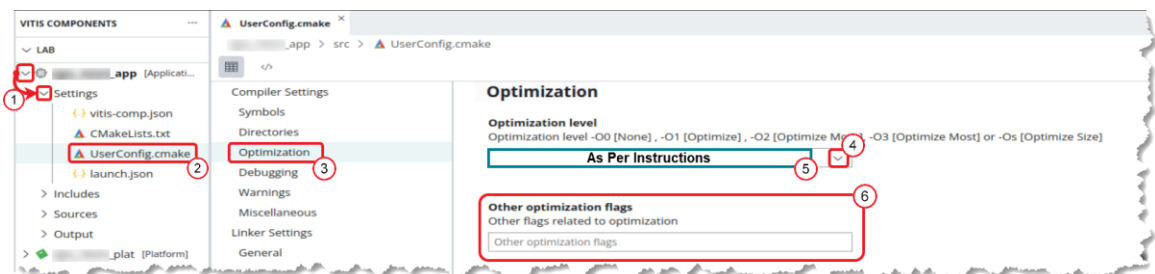 VITIS COMPONENTS ...
LAB
_app [Applicati...
1
Settings
{·} vitis-comp.json
CMakeLists.txt
UserConfig.cmake
2
{·} launch.json
Includes
Sources
Output
_plat [Platform]
UserConfig.cmake ×
_app > src > UserConfig.cmake
</>
Compiler Settings
Symbols
Directories
Optimization
3
Debugging
Warnings
Miscellaneous
Linker Settings
General
Optimization
Optimization level
Optimization level -O0 [None] , -O1 [Optimize] , -O2 [Optimize -O3 [Optimize Most] or -Os [Optimize Size]
4
As Per Instructions
5
6
Other optimization flags
Other flags related to optimization
Other optimization flags